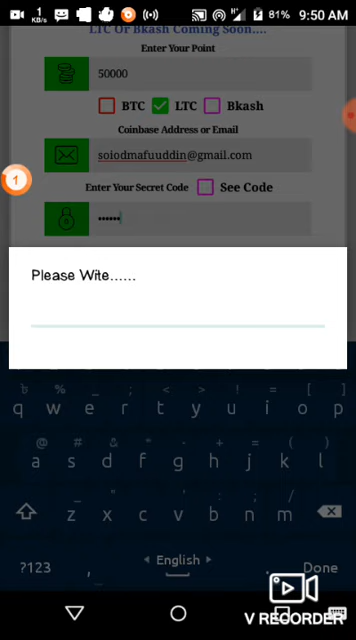 1 KB/s 81% 9:50 AM
LTC Or Bkash Coming Soon....
Enter Your Point
50000
BTC LTC Bkash
Coinbase Address or Email
soiodmafuuddin@gmail.com
1
Enter Your Secret Code See Code
••••••
Please Wite......
% _ ; < > ! = [ ]
q w e r t y u i o p
@ # & * - + = ( )
a s d f g h j k l
_ " ' : ; /
z x c v b n m
?123 , English . Done
V RECORDER